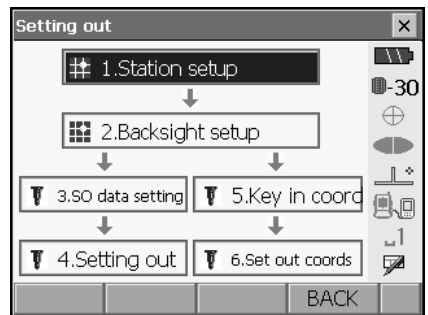 Setting out
1.Station setup
-30
2.Backsight setup
3.SO data setting
5.Key in coord
4.Setting out
6.Set out coords
1
BACK